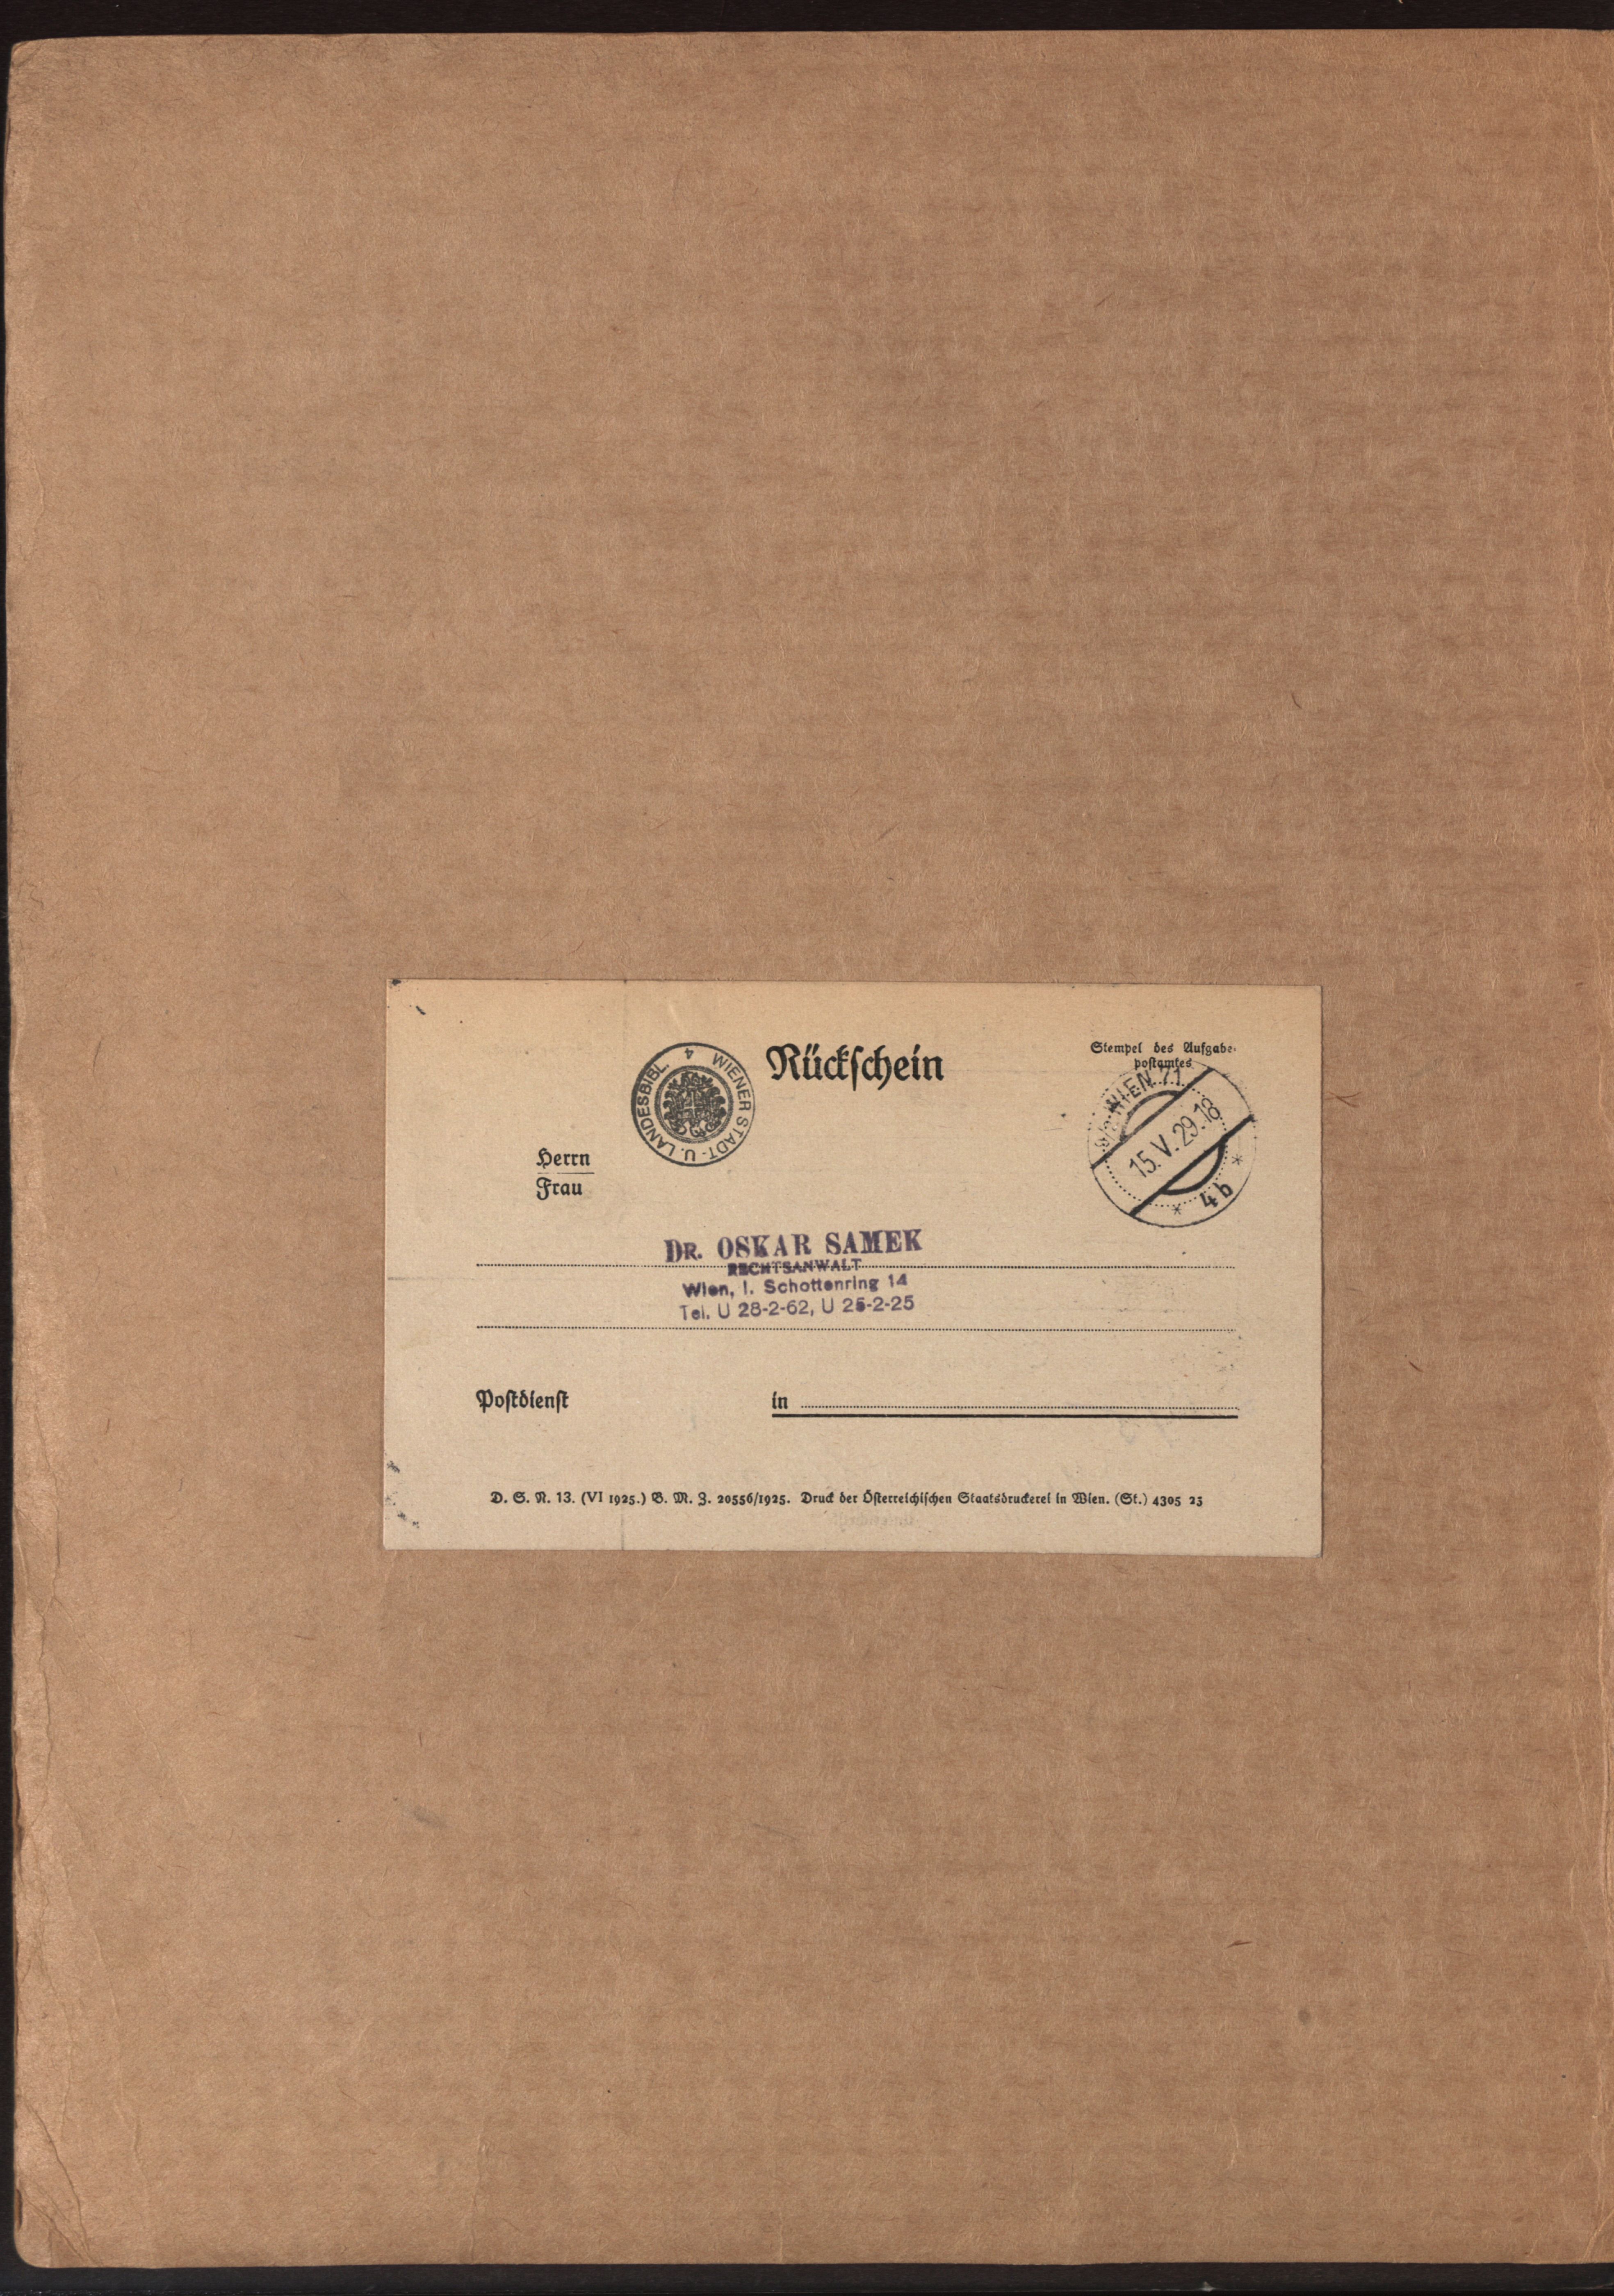 Rückschein
Stempel des Aufgabe-
postamtes
WIENER STADT- U. LANDESBIBL. 4
WIEN 71
15. V. 29. 18
* 4b *
Herrn
Frau
DR. OSKAR SAMEK
RECHTSANWALT
Wien, I. Schottenring 14
Tel. U 28-2-62, U 25-2-25
Postdienst in
D. S. N. 13. (VI 1925.) B. M. Z. 20556/1925. Druck der Österreichischen Staatsdruckerei in Wien. (St.) 4305 25